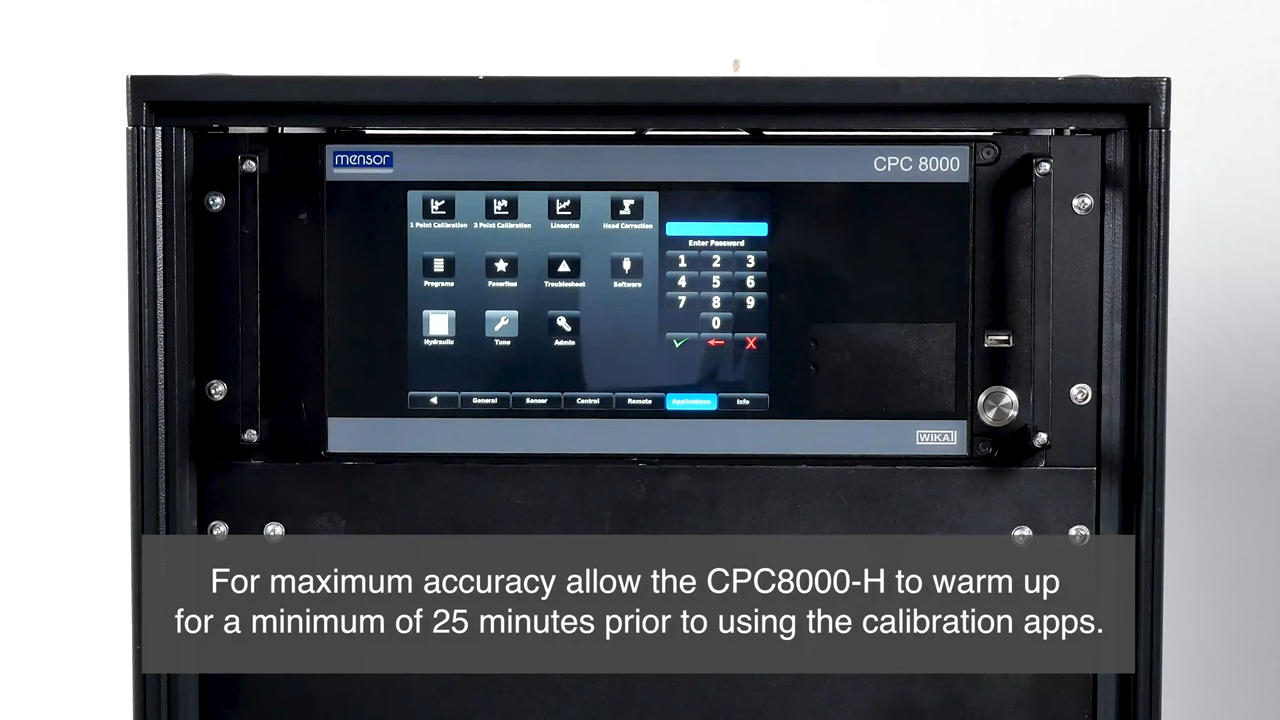 mensor
CPC 8000
1 Point Calibration
2 Point Calibration
Linearize
Head Correction
Programs
Favorites
Troubleshoot
Software
Hydraulic
Tune
Admin
Enter Password
1 2 3
4 5 6
7 8 9
0
General
Sensor
Control
Remote
Applications
Info
WIKA
For maximum accuracy allow the CPC8000-H to warm up
for a minimum of 25 minutes prior to using the calibration apps.